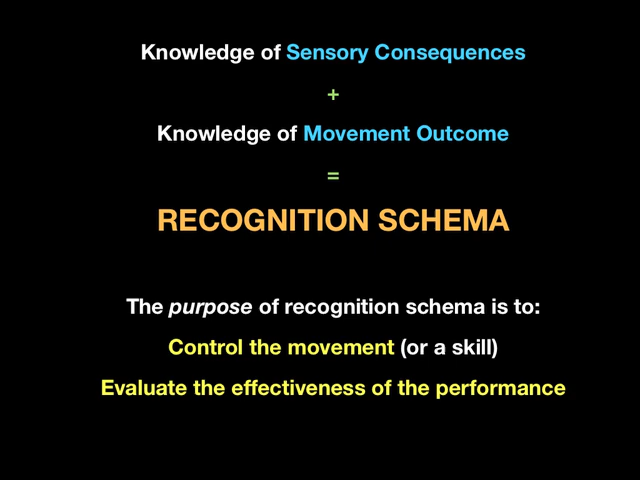 Knowledge of Sensory Consequences
+
Knowledge of Movement Outcome
=
RECOGNITION SCHEMA
The purpose of recognition schema is to:
Control the movement (or a skill)
Evaluate the effectiveness of the performance